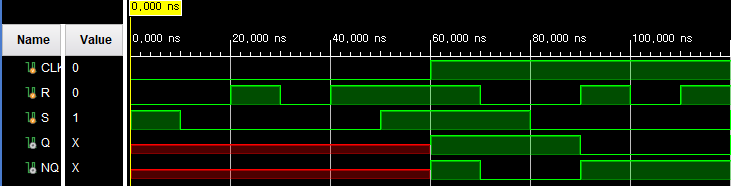 0,000 ns
Name Value
0,000 ns 20,000 ns 40,000 ns 60,000 ns 80,000 ns 100,000 ns
CLK 0
R 0
S 1
Q X
NQ X